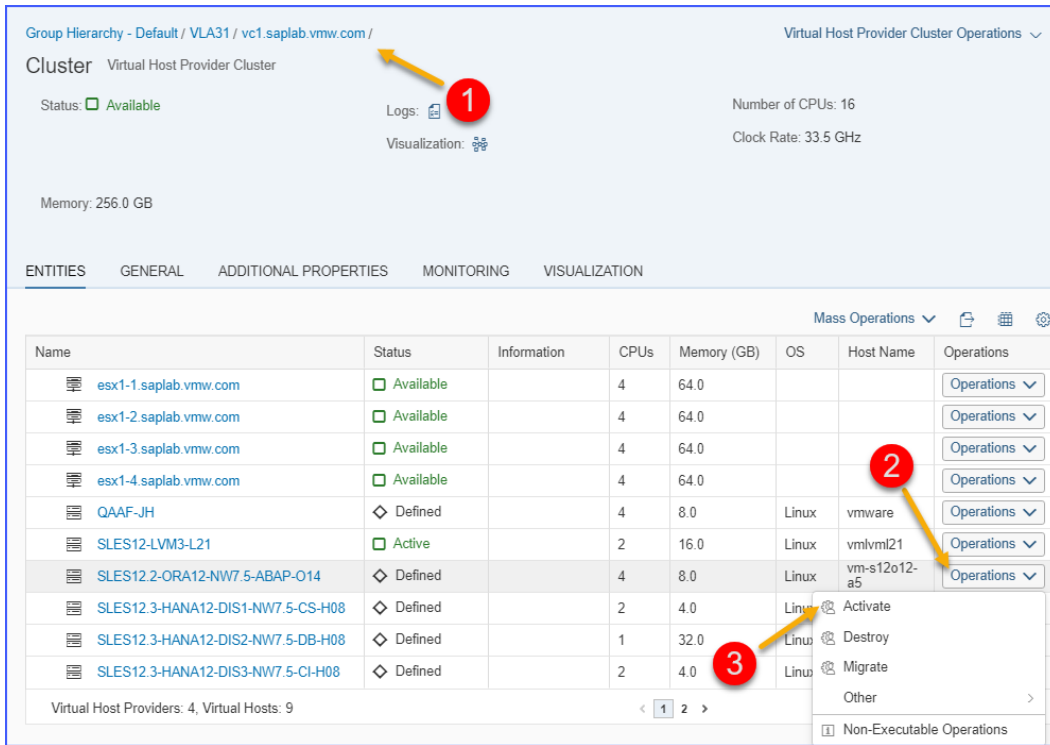 Group Hierarchy - Default / VLA31 / vc1.saplab.vmw.com /
Virtual Host Provider Cluster Operations
Cluster Virtual Host Provider Cluster
Status: Available
Logs:
Number of CPUs: 16
1
Visualization:
Clock Rate: 33.5 GHz
Memory: 256.0 GB
ENTITIES GENERAL ADDITIONAL PROPERTIES MONITORING VISUALIZATION
Mass Operations
Name Status Information CPUs Memory (GB) OS Host Name Operations
esx1-1.saplab.vmw.com Available 4 64.0 Operations
esx1-2.saplab.vmw.com Available 4 64.0 Operations
esx1-3.saplab.vmw.com Available 4 64.0 Operations
esx1-4.saplab.vmw.com Available 4 64.0 Operations
2
QAAF-JH Defined 4 8.0 Linux vmware Operations
SLES12-LVM3-L21 Active 2 16.0 Linux vmlvml21 Operations
SLES12.2-ORA12-NW7.5-ABAP-O14 Defined 4 8.0 Linux vm-s12o12-a5 Operations
SLES12.3-HANA12-DIS1-NW7.5-CS-H08 Defined 2 4.0
Activate
SLES12.3-HANA12-DIS2-NW7.5-DB-H08 Defined 1 32.0
Destroy
3
SLES12.3-HANA12-DIS3-NW7.5-CI-H08 Defined 2 4.0
Migrate
Other
Virtual Host Providers: 4, Virtual Hosts: 9
1 2
Non-Executable Operations